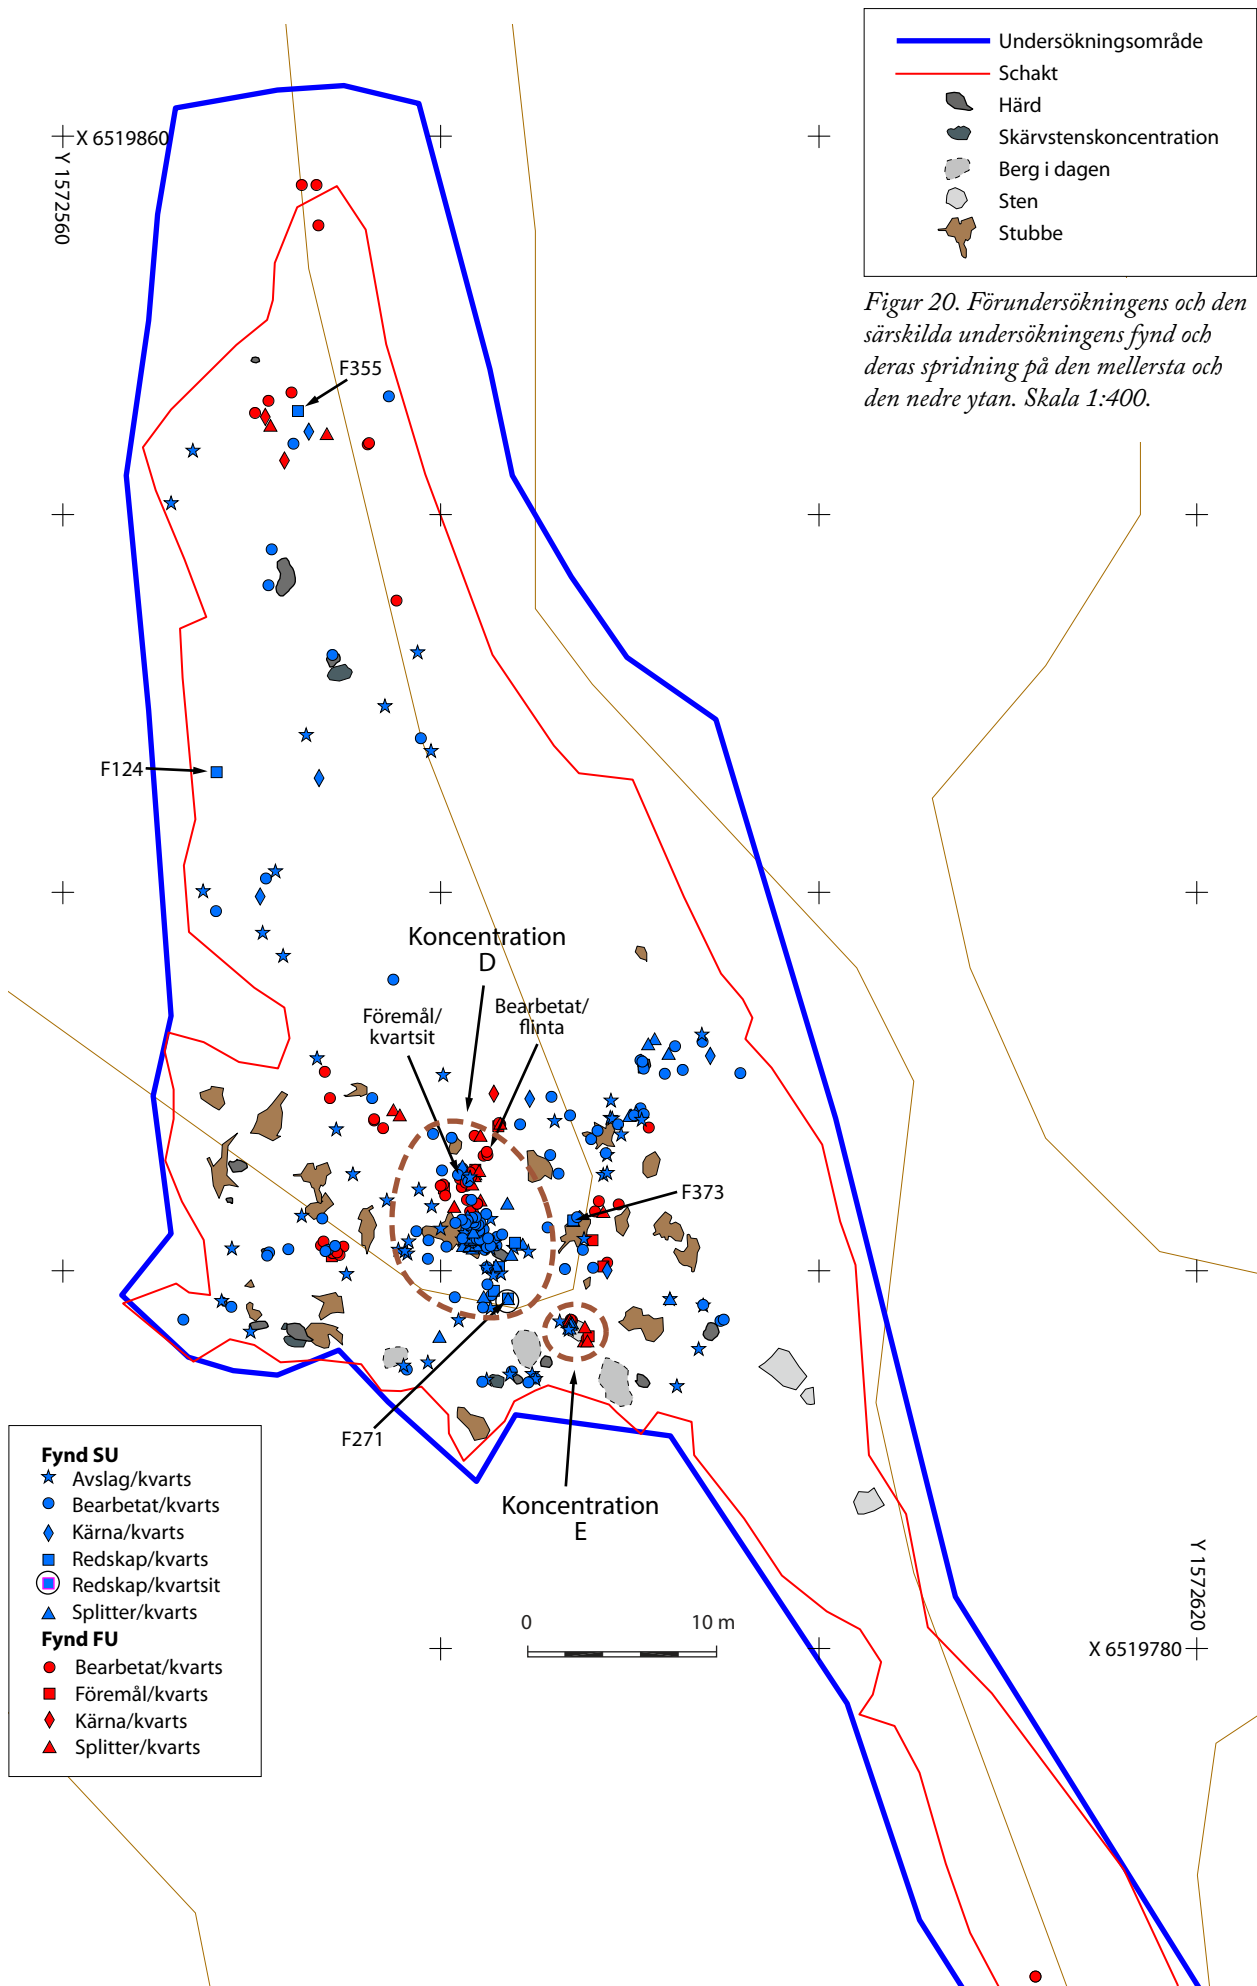 Undersökningsområde
Schakt
Härd
Skärvstenskoncentration
Berg i dagen
Sten
Stubbe
Figur 20. Förundersökningens och den
särskilda undersökningens fynd och
deras spridning på den mellersta och
den nedre ytan. Skala 1:400.
X 6519860
Y 1572560
F355
F124
Koncentration
D
Föremål/
kvartsit
Bearbetat/
flinta
F373
F271
Koncentration
E
Fynd SU
Avslag/kvarts
Bearbetat/kvarts
Kärna/kvarts
Redskap/kvarts
Redskap/kvartsit
Splitter/kvarts
Fynd FU
Bearbetat/kvarts
Föremål/kvarts
Kärna/kvarts
Splitter/kvarts
0 10 m
Y 1572620
X 6519780